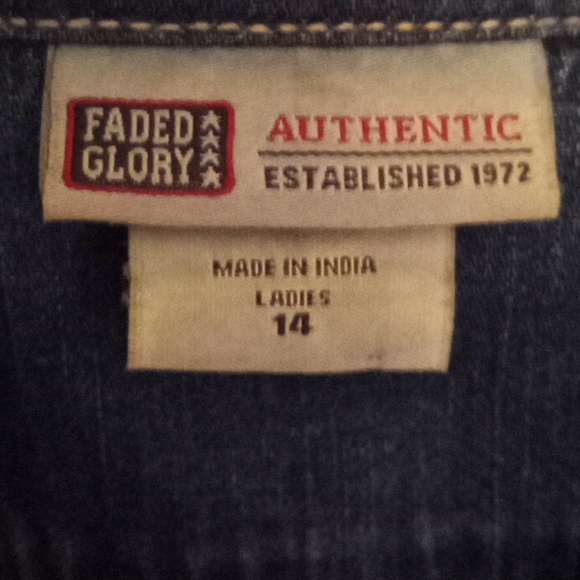 FADED
GLORY
AUTHENTIC
ESTABLISHED 1972
MADE IN INDIA
LADIES
14